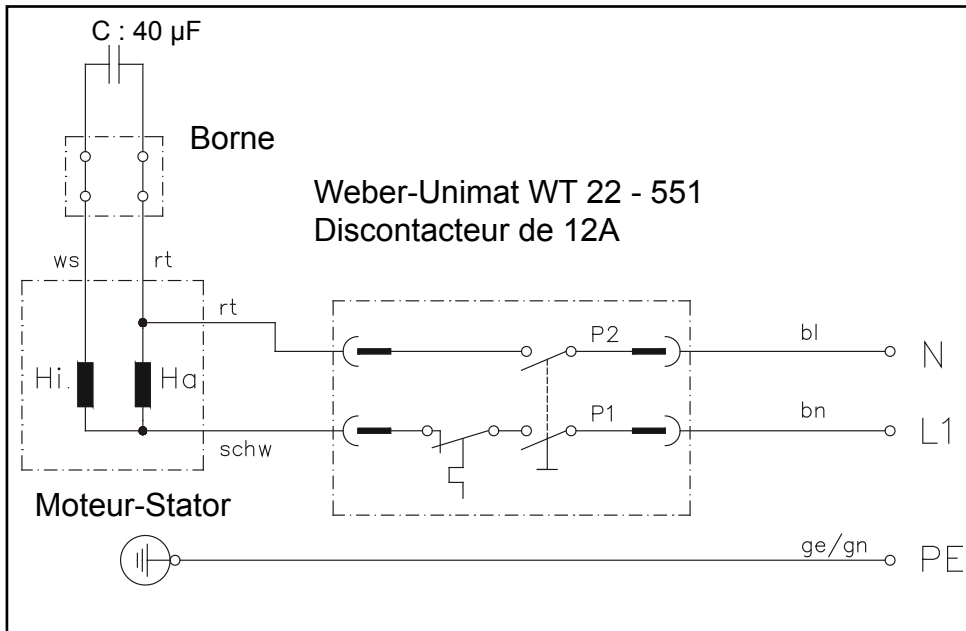 C : 40 µF
Borne
Weber-Unimat WT 22 - 551
Discontacteur de 12A
ws rt
rt P2 bl N
Hi. Ha
schw P1 bn L1
Moteur-Stator
ge/gn PE